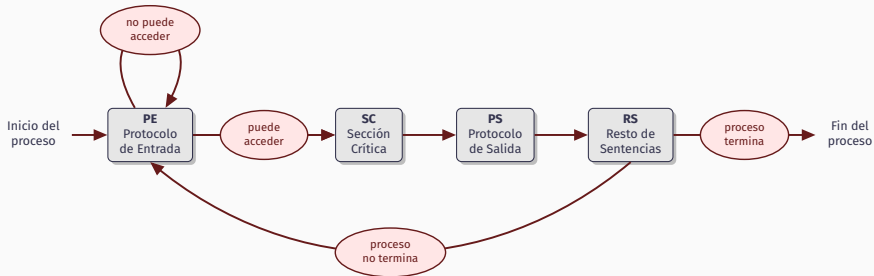 no puede
acceder
Inicio del
proceso
PE
Protocolo
de Entrada
puede
acceder
SC
Sección
Crítica
PS
Protocolo
de Salida
RS
Resto de
Sentencias
proceso
termina
Fin del
proceso
proceso
no termina